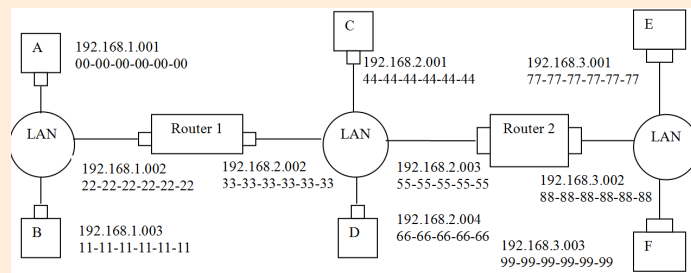 A
192.168.1.001
00-00-00-00-00-00
C
192.168.2.001
44-44-44-44-44-44
E
192.168.3.001
77-77-77-77-77-77
LAN
Router 1
LAN
Router 2
LAN
192.168.1.002
22-22-22-22-22-22
192.168.2.002
33-33-33-33-33-33
192.168.2.003
55-55-55-55-55
192.168.3.002
88-88-88-88-88-88
B
192.168.1.003
11-11-11-11-11-11
D
192.168.2.004
66-66-66-66-66
192.168.3.003
99-99-99-99-99-99
F